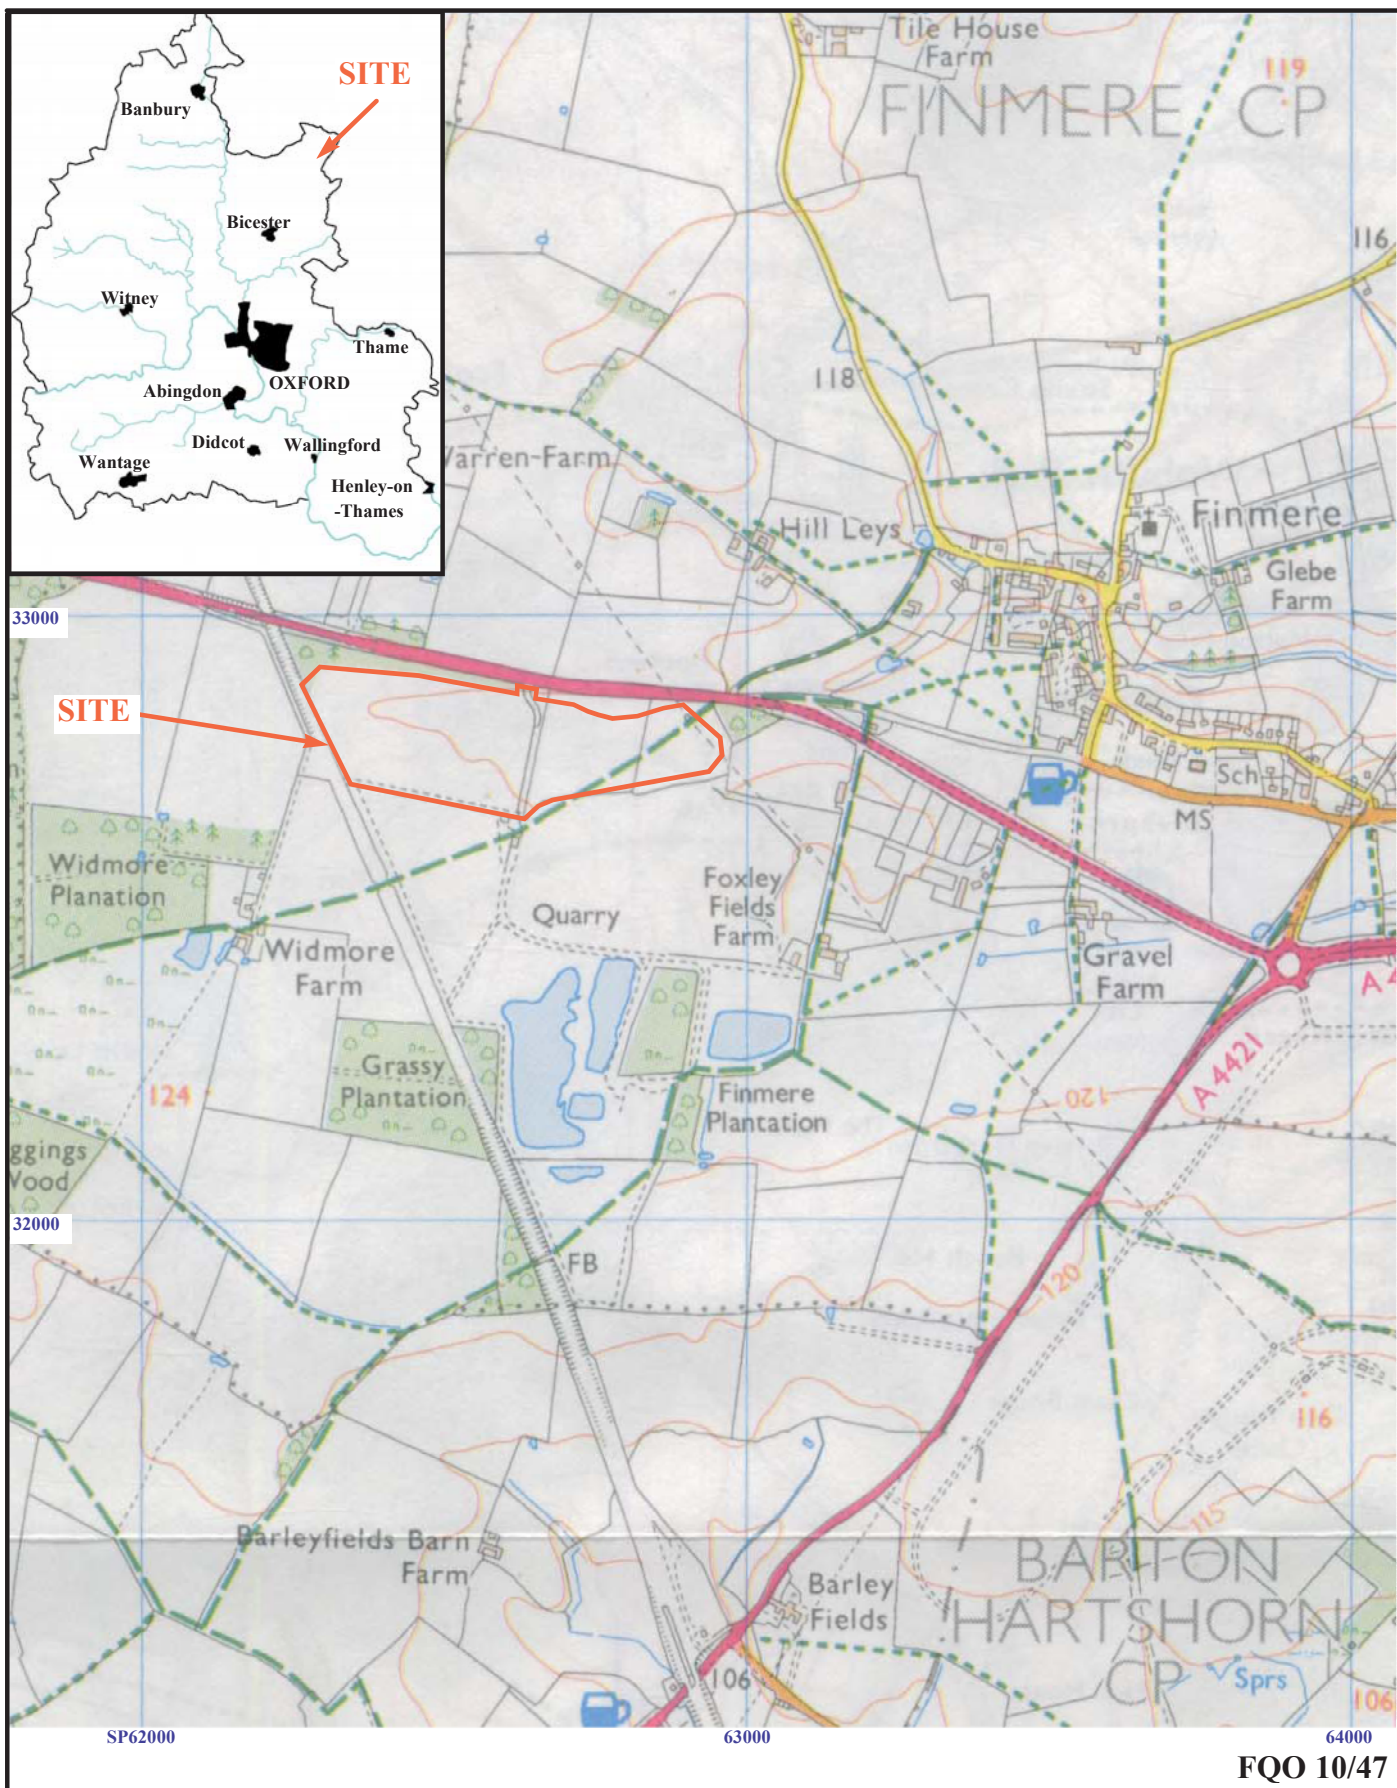 SITE
Banbury
Bicester
Witney
Thame
OXFORD
Abingdon
Didcot
Wallingford
Wantage
Henley-on
-Thames
Tile House
Farm
FINMERE CP
119
116
118
Warren-Farm
Hill Leys
Finmere
Glebe
Farm
33000
SITE
Sch
MS
Widmore
Planation
Quarry
Foxley
Fields
Farm
Widmore
Farm
Gravel
Farm
A 4421
Grassy
Plantation
124
Finmere
Plantation
120
ggings
Wood
32000
FB
120
116
115
Barleyfields Barn
Farm
Barley
Fields
BARTON
HARTSHORN
CP
Sprs
106
106
SP62000
63000
64000
FQO 10/47